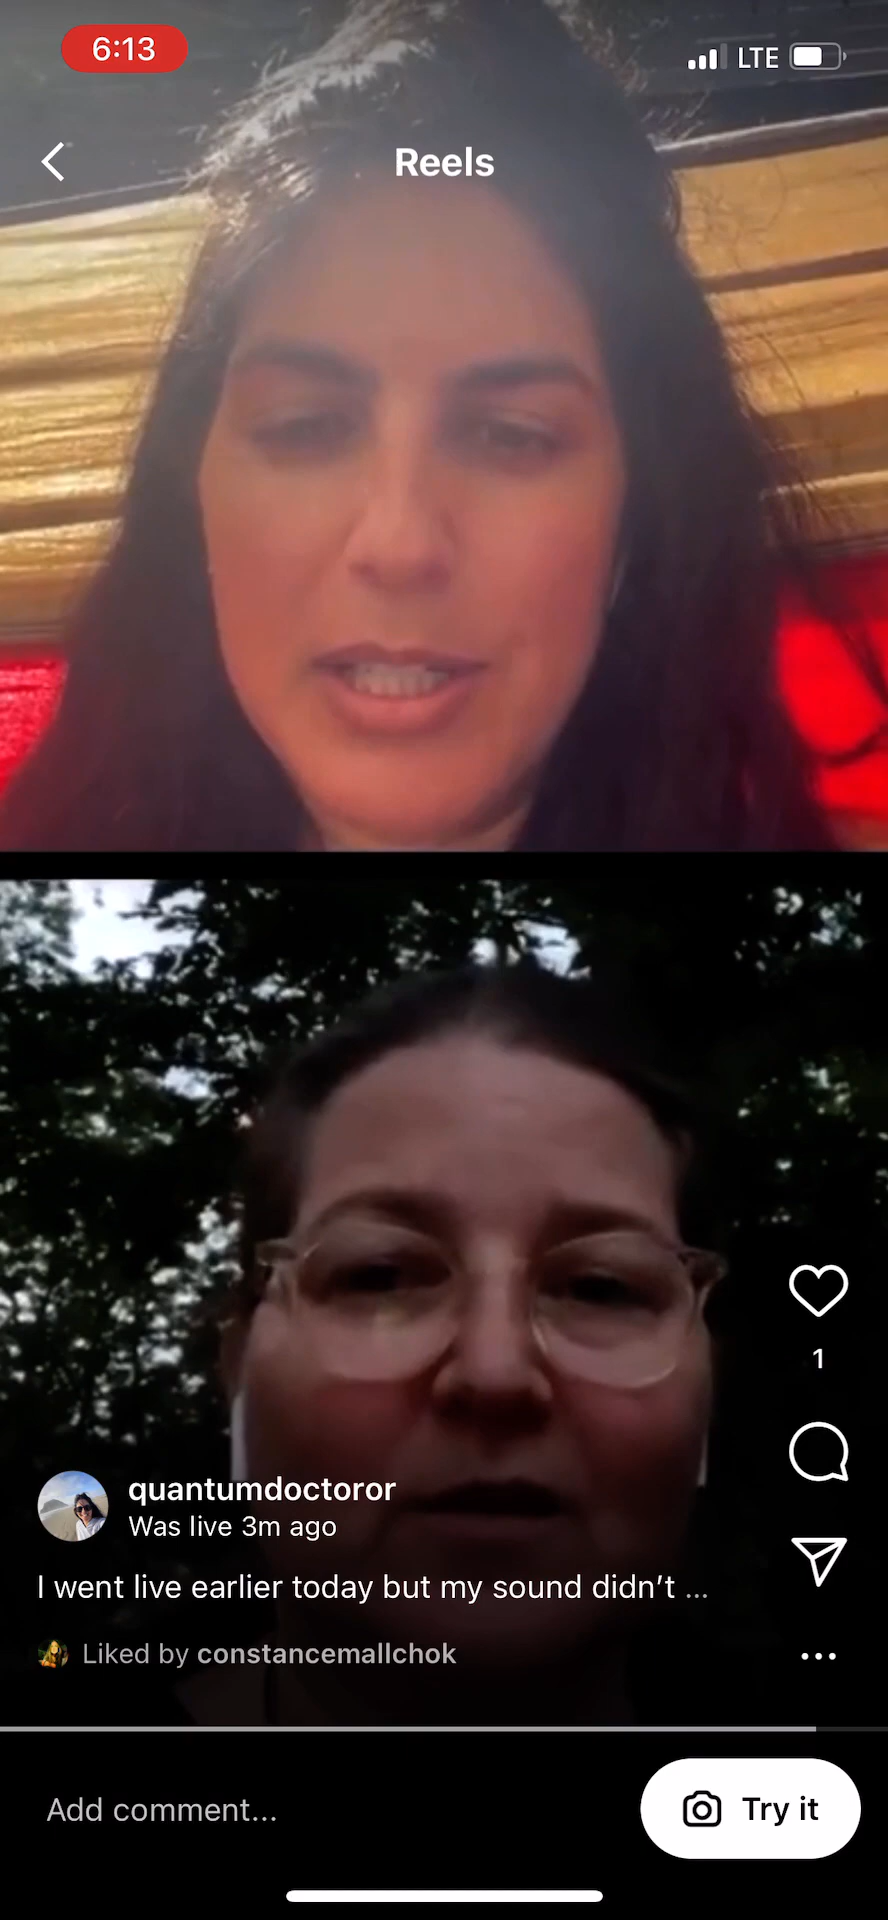 6:13
LTE
Reels
1
quantumdoctoror
Was live 3m ago
I went live earlier today but my sound didn’t ...
Liked by constancemallchok
Add comment...
Try it